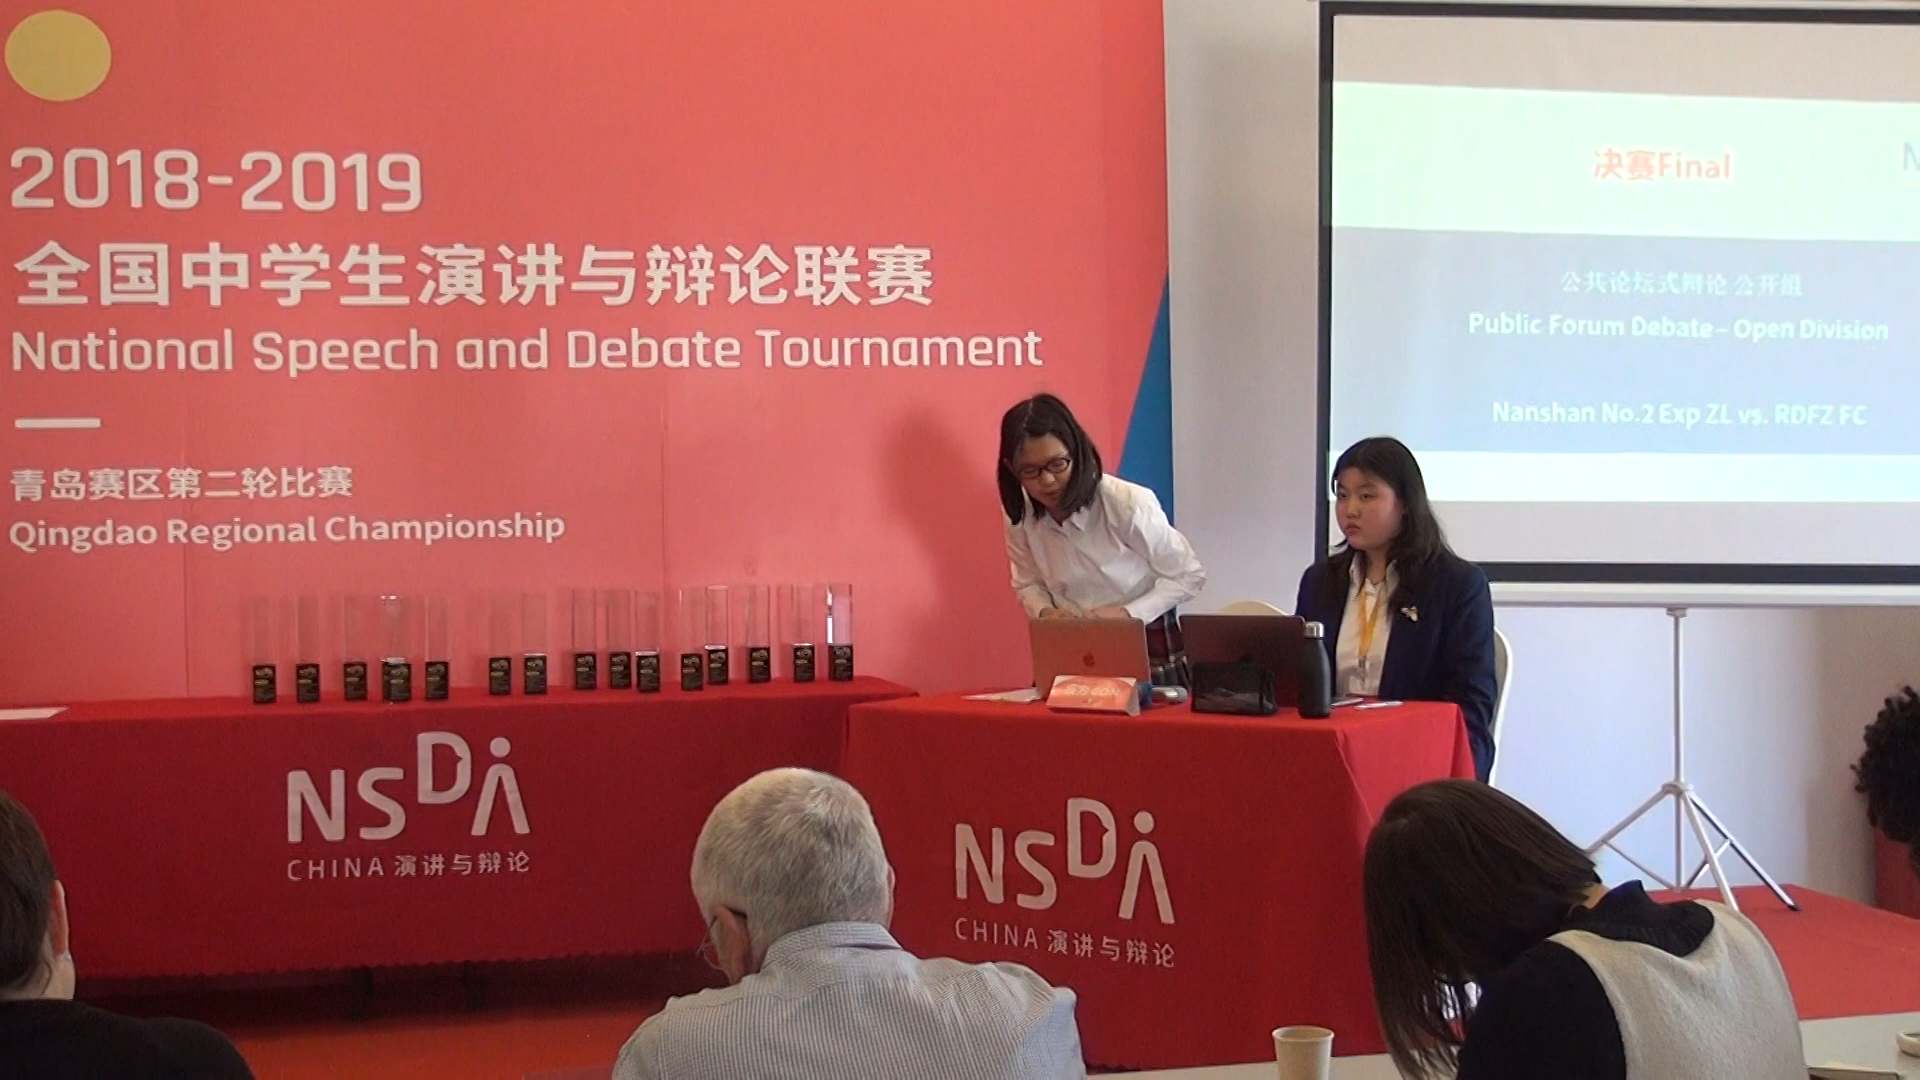 2018-2019
全国中学生演讲与辩论联赛
National Speech and Debate Tournament
青岛赛区第二轮比赛
Qingdao Regional Championship
决赛Final
公共论坛式辩论 公开组
Public Forum Debate – Open Division
Nanshan No.2 Exp ZL vs. RDFZ FC
NSDA
CHINA 演讲与辩论
NSDA
CHINA 演讲与辩论